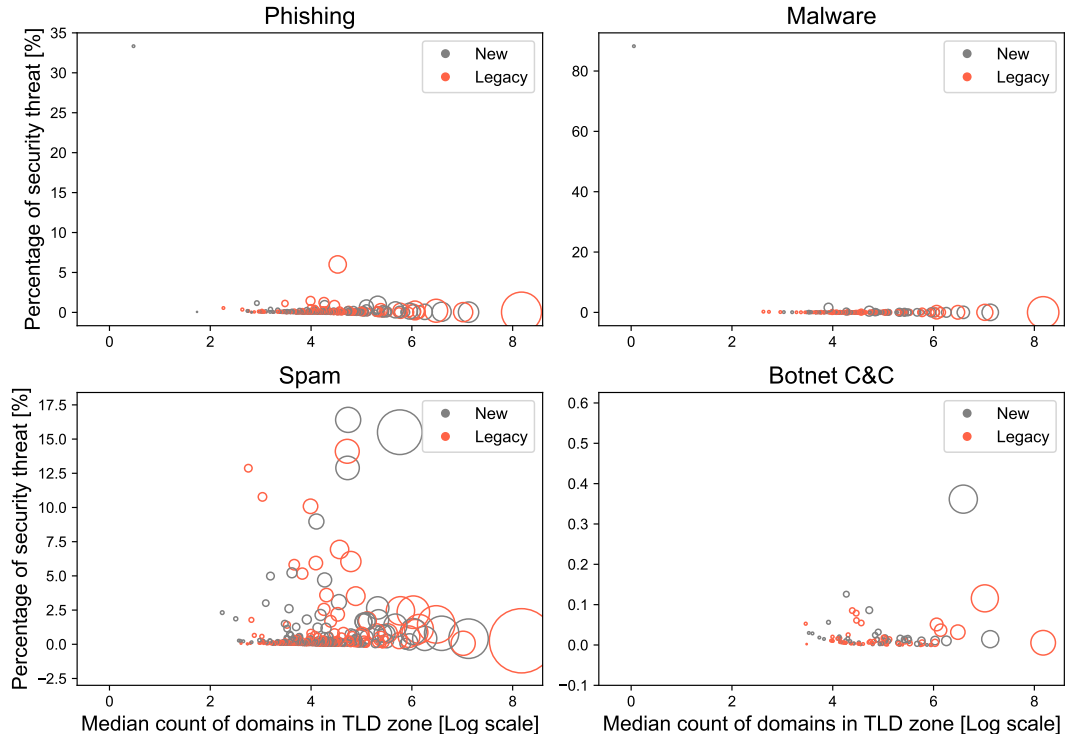 Phishing
Percentage of security threat [%]
35
30
25
20
15
10
5
0
0 2 4 6 8
New
Legacy
Malware
80
60
40
20
0
0 2 4 6 8
New
Legacy
Spam
Percentage of security threat [%]
17.5
15.0
12.5
10.0
7.5
5.0
2.5
0.0
−2.5
0 2 4 6 8
Median count of domains in TLD zone [Log scale]
New
Legacy
Botnet C&C
0.6
0.5
0.4
0.3
0.2
0.1
0.0
−0.1
0 2 4 6 8
Median count of domains in TLD zone [Log scale]
New
Legacy